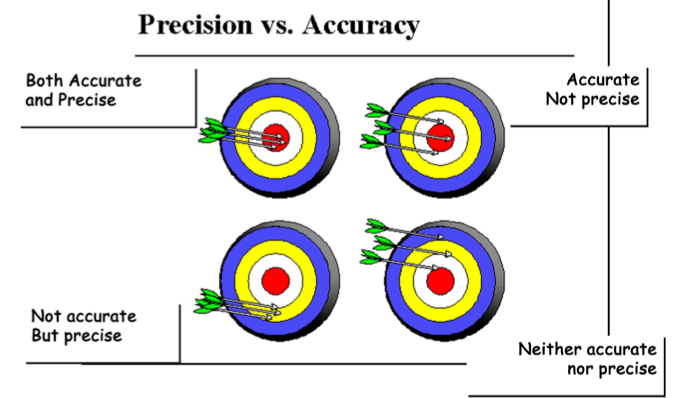 Precision vs. Accuracy
Both Accurate
and Precise
Accurate
Not precise
Not accurate
But precise
Neither accurate
nor precise